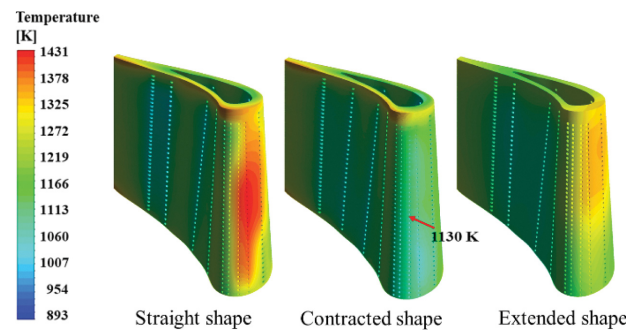 Temperature
[K]
1431
1378
1325
1272
1219
1166
1113
1060
1007
954
893
1130 K
Straight shape
Contracted shape
Extended shape